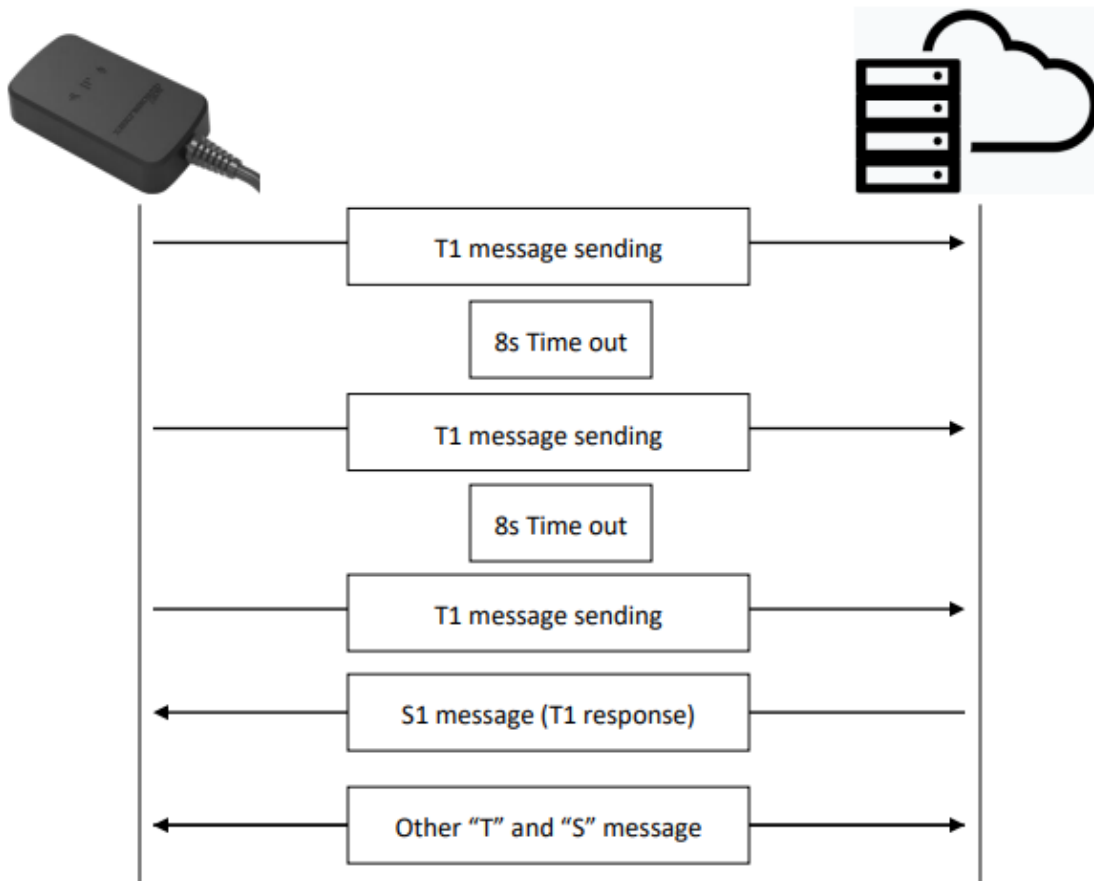 T1 message sending
8s Time out
T1 message sending
8s Time out
T1 message sending
S1 message (T1 response)
Other “T” and “S” message